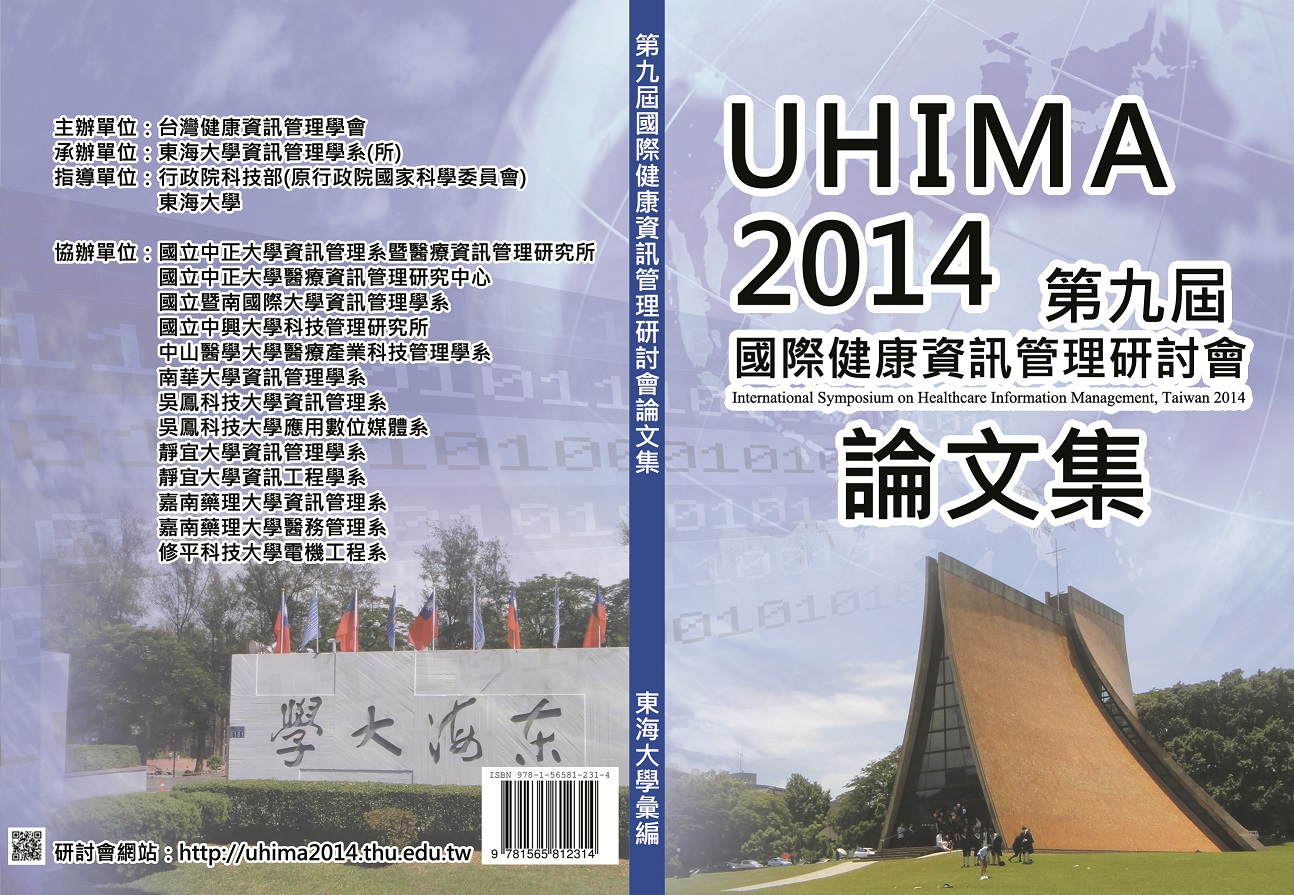 主辦單位：台灣健康資訊管理學會
承辦單位：東海大學資訊管理學系(所)
指導單位：行政院科技部(原行政院國家科學委員會)
東海大學
協辦單位：國立中正大學資訊管理系暨醫療資訊管理研究所
國立中正大學醫療資訊管理研究中心
國立暨南國際大學資訊管理學系
國立中興大學科技管理研究所
中山醫學大學醫療產業科技管理學系
南華大學資訊管理學系
吳鳳科技大學資訊管理系
吳鳳科技大學應用數位媒體系
靜宜大學資訊管理學系
靜宜大學資訊工程學系
嘉南藥理大學資訊管理系
嘉南藥理大學醫務管理系
修平科技大學電機工程系
學大海东
ISBN 978-1-56581-231-4
9 781565 812314
研討會網站：http://uhima2014.thu.edu.tw
第九屆國際健康資訊管理研討會論文集
東海大學彙編
UHIMA
2014 第九屆
國際健康資訊管理研討會
International Symposium on Healthcare Information Management, Taiwan 2014
論文集